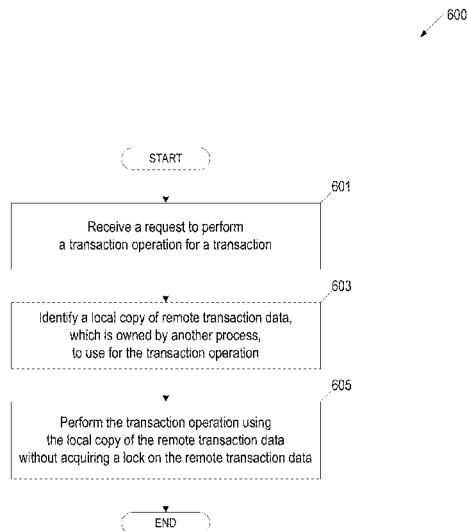 600
START
601
Receive a request to perform
a transaction operation for a transaction
603
Identify a local copy of remote transaction data,
which is owned by another process,
to use for the transaction operation
605
Perform the transaction operation using
the local copy of the remote transaction data
without acquiring a lock on the remote transaction data
END